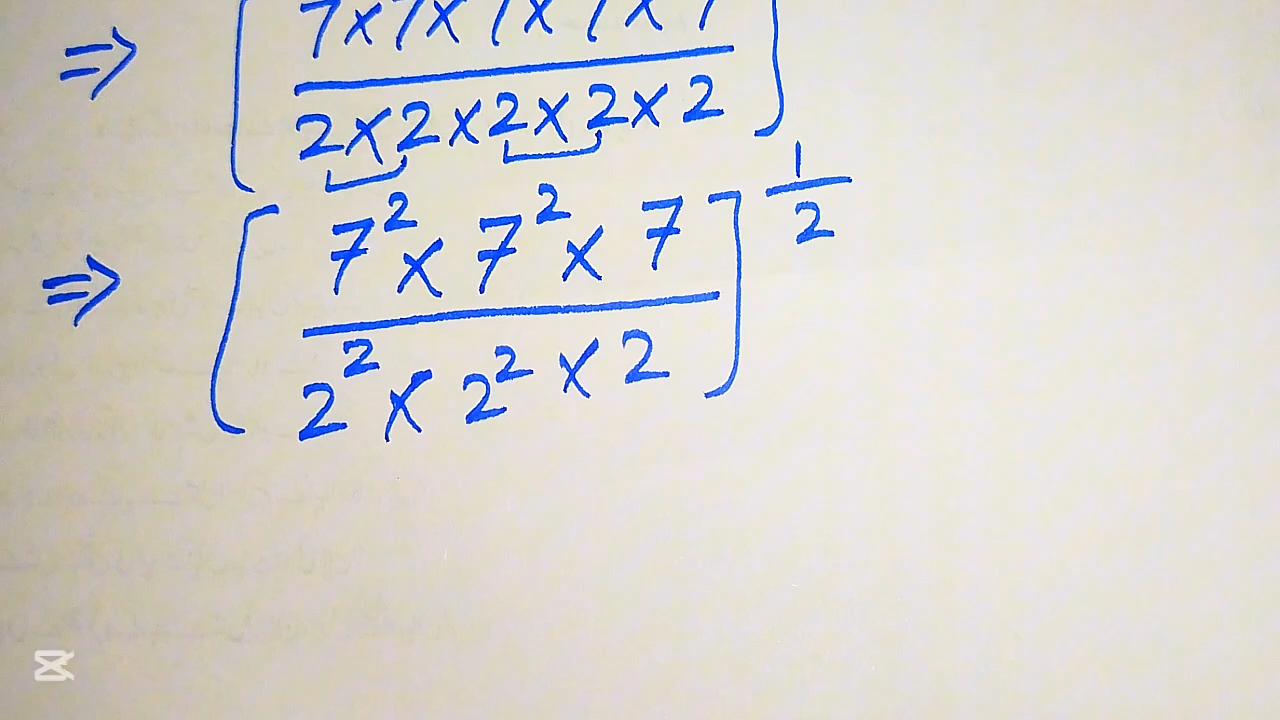 ⇒ [ 7×7×7×7×7
2×2×2×2×2 ]
1
⇒ [ 7² × 7² × 7 ] 2
2² × 2² × 2